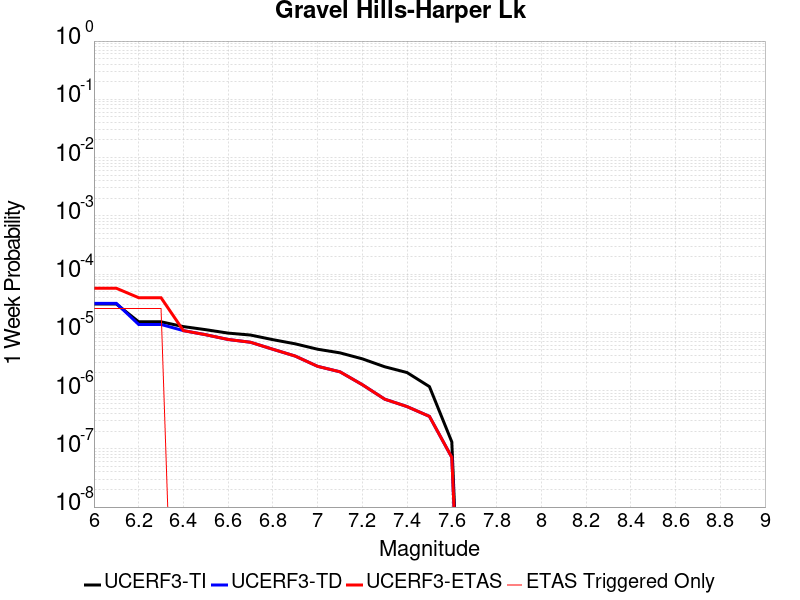 Gravel Hills-Harper Lk
10^0
10^-1
10^-2
10^-3
10^-4
10^-5
10^-6
10^-7
10^-8
1 Week Probability
6 6.2 6.4 6.6 6.8 7 7.2 7.4 7.6 7.8 8 8.2 8.4 8.6 8.8 9
Magnitude
UCERF3-TI UCERF3-TD UCERF3-ETAS ETAS Triggered Only